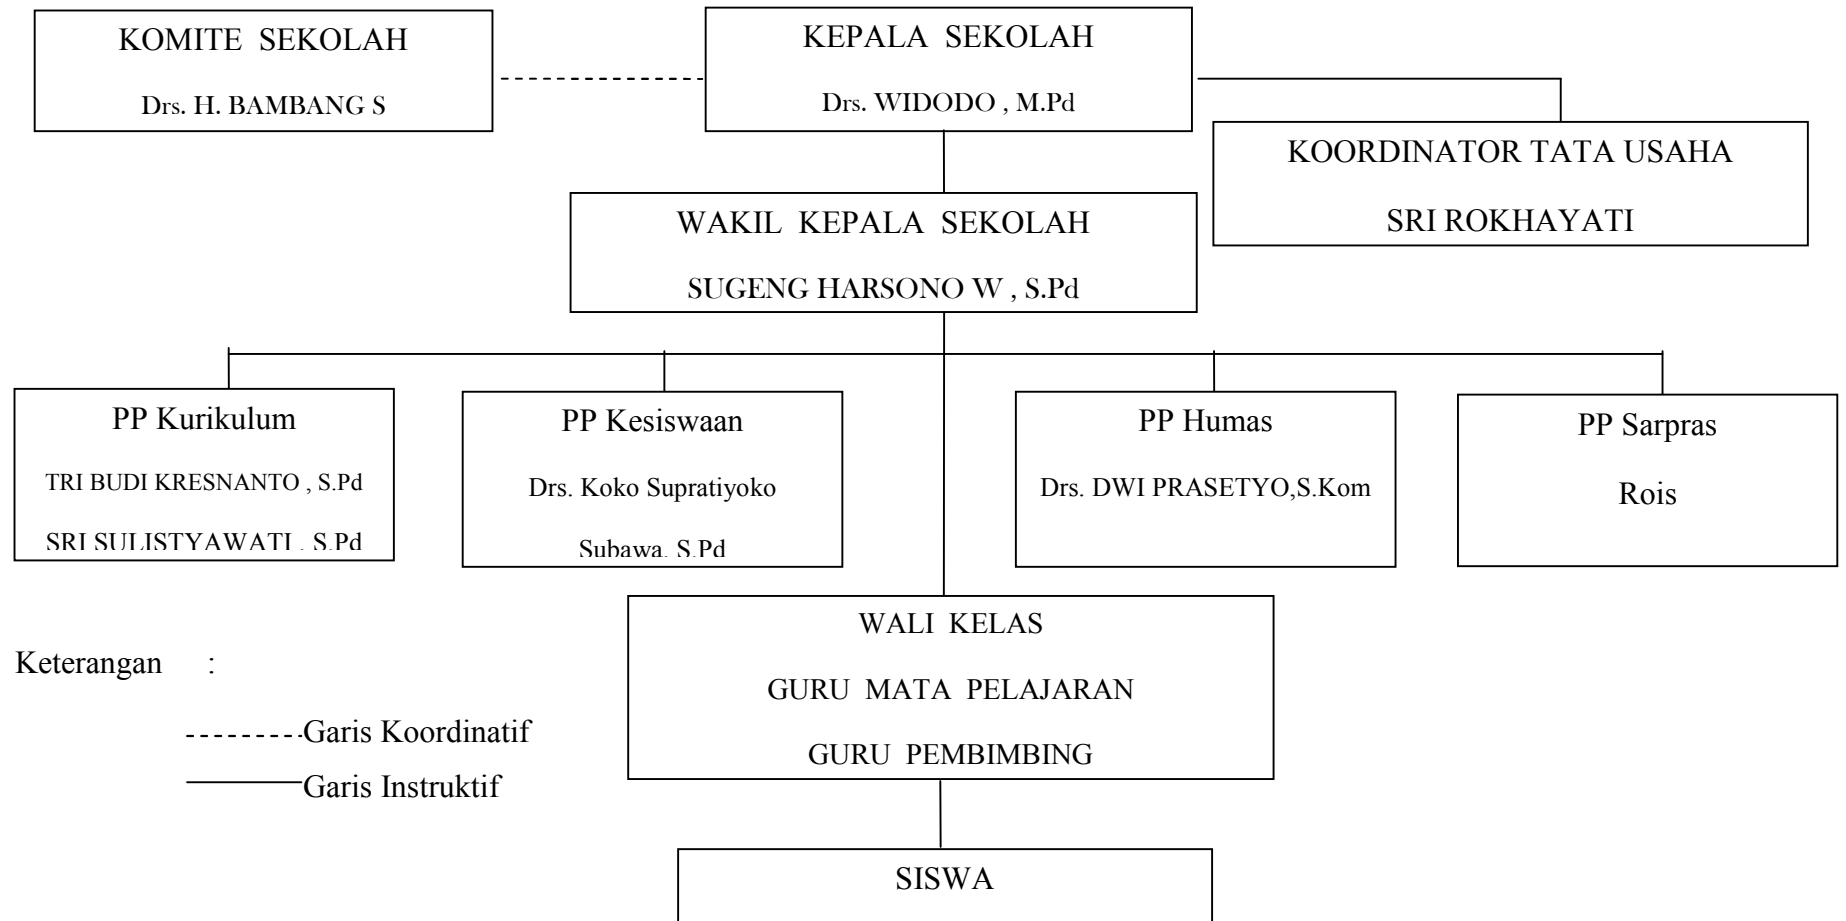 KOMITE SEKOLAH
Drs. H. BAMBANG S
KEPALA SEKOLAH
Drs. WIDODO , M.Pd
KOORDINATOR TATA USAHA
SRI ROKHAYATI
WAKIL KEPALA SEKOLAH
SUGENG HARSONO W , S.Pd
PP Kurikulum
TRI BUDI KRESNANTO , S.Pd
SRI SULISTYAWATI , S.Pd
PP Kesiswaan
Drs. Koko Supratiyoko
Subawa, S.Pd
PP Humas
Drs. DWI PRASETYO,S.Kom
PP Sarpras
Rois
WALI KELAS
GURU MATA PELAJARAN
GURU PEMBIMBING
Keterangan :
Garis Koordinatif
Garis Instruktif
SISWA